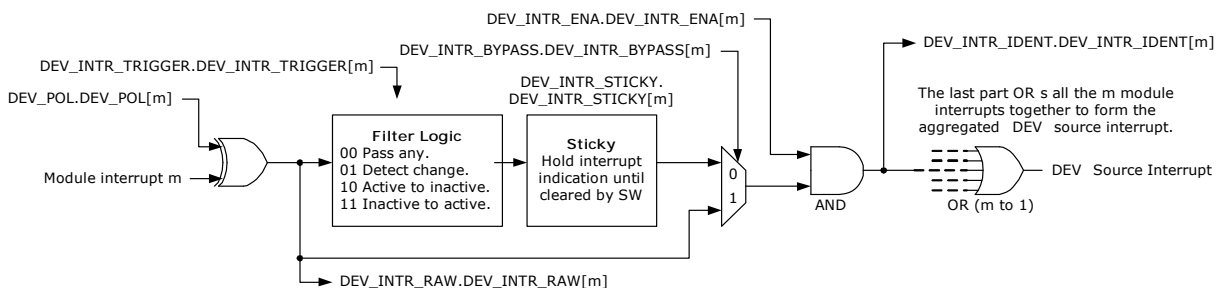 DEV_INTR_ENA.DEV_INTR_ENA[m]
DEV_INTR_IDENT.DEV_INTR_IDENT[m]
DEV_INTR_BYPASS.DEV_INTR_BYPASS[m]
DEV_INTR_TRIGGER.DEV_INTR_TRIGGER[m]
DEV_INTR_STICKY.
DEV_INTR_STICKY[m]
DEV_POL.DEV_POL[m]
The last part OR s all the m module
interrupts together to form the
aggregated DEV source interrupt.
Filter Logic
00 Pass any.
01 Detect change.
10 Active to inactive.
11 Inactive to active.
Sticky
Hold interrupt
indication until
cleared by SW
0
1
Module interrupt m
DEV Source Interrupt
AND
OR (m to 1)
DEV_INTR_RAW.DEV_INTR_RAW[m]